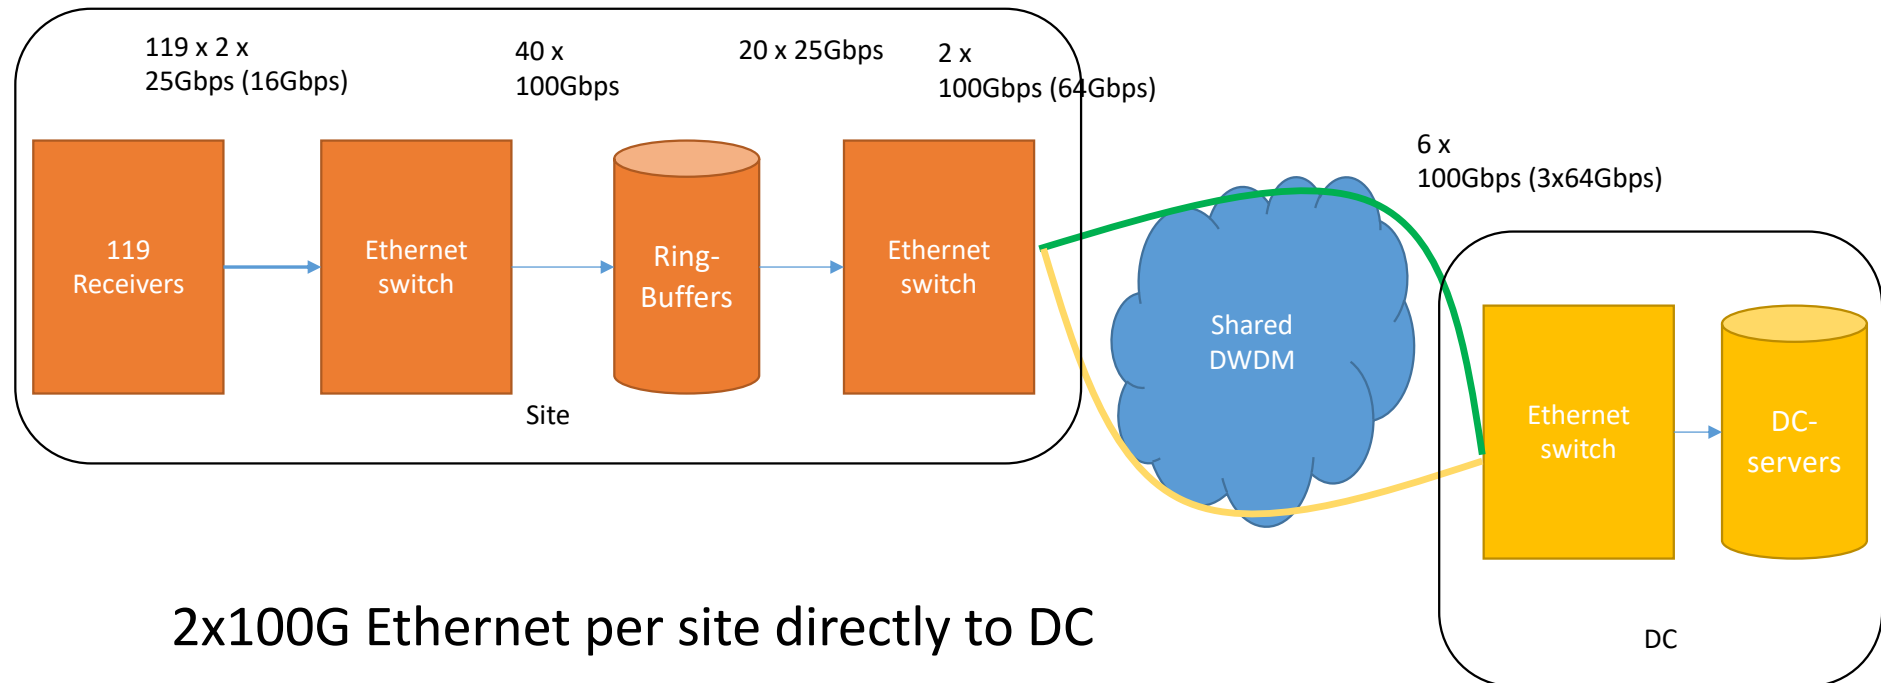 119 x 2 x
25Gbps (16Gbps)
40 x
100Gbps
20 x 25Gbps
2 x
100Gbps (64Gbps)
6 x
100Gbps (3x64Gbps)
119
Receivers
Ethernet
switch
Ring-
Buffers
Ethernet
switch
Shared
DWDM
Site
Ethernet
switch
DC-
servers
2x100G Ethernet per site directly to DC
DC